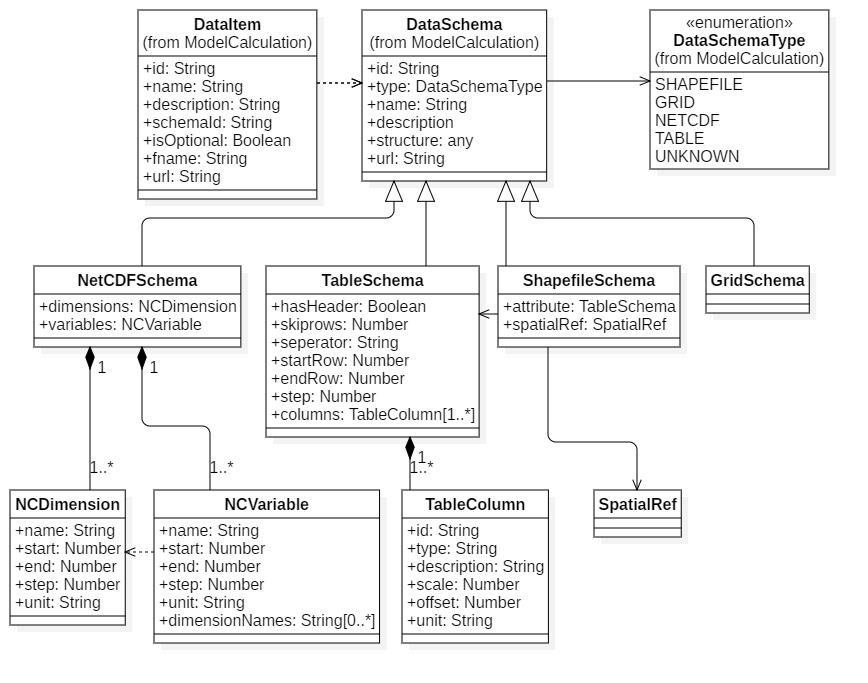 DataItem
(from ModelCalculation)
+id: String
+name: String
+description: String
+schemaId: String
+isOptional: Boolean
+fname: String
+url: String
DataSchema
(from ModelCalculation)
+id: String
+type: DataSchemaType
+name: String
+description
+structure: any
+url: String
«enumeration»
DataSchemaType
(from ModelCalculation)
SHAPEFILE
GRID
NETCDF
TABLE
UNKNOWN
NetCDFSchema
+dimensions: NCDimension
+variables: NCVariable
TableSchema
+hasHeader: Boolean
+skiprows: Number
+seperator: String
+startRow: Number
+endRow: Number
+step: Number
+columns: TableColumn[1..*]
ShapefileSchema
+attribute: TableSchema
+spatialRef: SpatialRef
GridSchema
1
1
1
1..*
1..*
1..*
NCDimension
+name: String
+start: Number
+end: Number
+step: Number
+unit: String
NCVariable
+name: String
+start: Number
+end: Number
+step: Number
+unit: String
+dimensionNames: String[0..*]
TableColumn
+id: String
+type: String
+description: String
+scale: Number
+offset: Number
+unit: String
SpatialRef